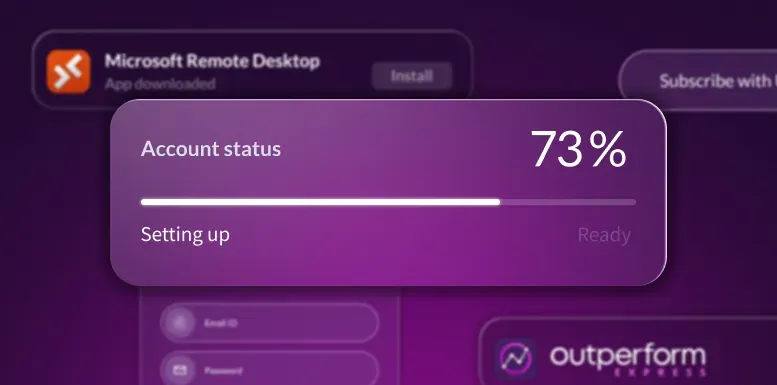 Microsoft Remote Desktop
App downloaded
Install
Subscribe with
Account status
73%
Setting up
Ready
Email ID
Password
outperform
EXPRESS